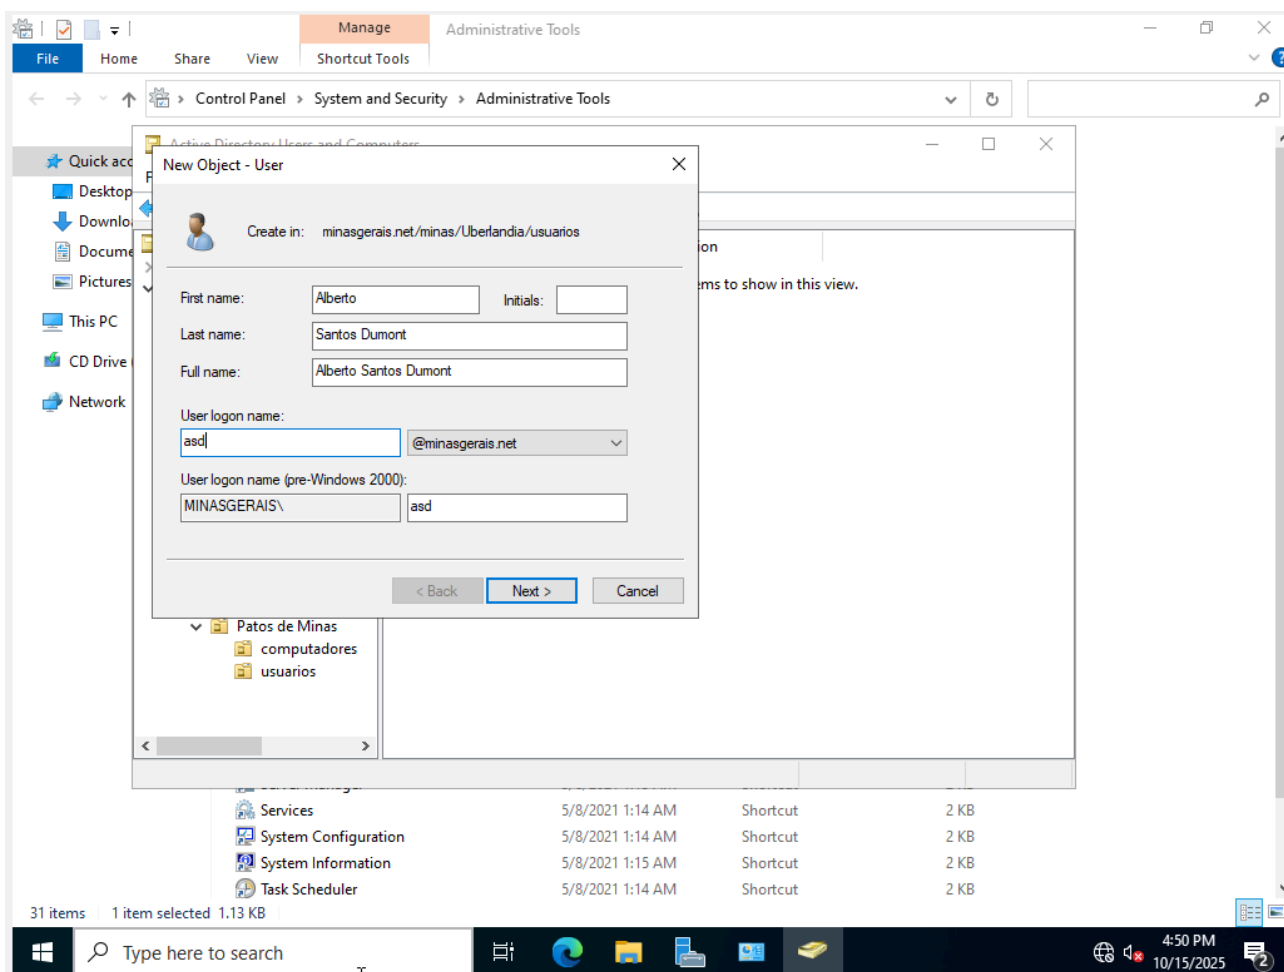 Manage
Administrative Tools
File Home Share View Shortcut Tools
Control Panel › System and Security › Administrative Tools
Active Directory Users and Computers
Quick acc
New Object - User
Desktop
Downlo
Create in: minasgerais.net/minas/Uberlandia/usuarios
Docume
ion
Pictures
ems to show in this view.
First name: Alberto Initials:
This PC
Last name: Santos Dumont
CD Drive (
Full name: Alberto Santos Dumont
Network
User logon name:
asd @minasgerais.net
User logon name (pre-Windows 2000):
MINASGERAIS\ asd
< Back Next > Cancel
Patos de Minas
computadores
usuarios
Services 5/8/2021 1:14 AM Shortcut 2 KB
System Configuration 5/8/2021 1:14 AM Shortcut 2 KB
System Information 5/8/2021 1:15 AM Shortcut 2 KB
Task Scheduler 5/8/2021 1:14 AM Shortcut 2 KB
31 items 1 item selected 1.13 KB
Type here to search
4:50 PM
10/15/2025
2